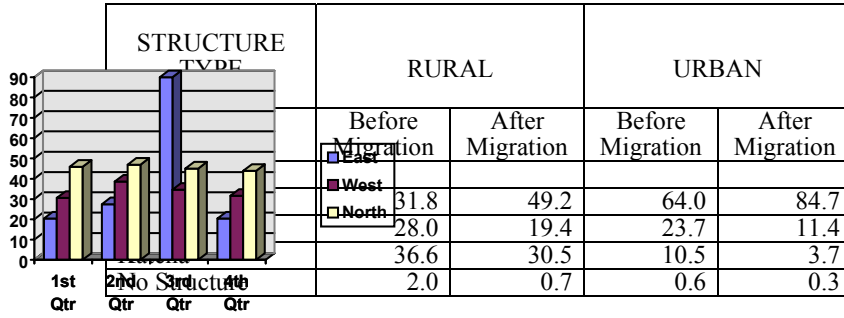 STRUCTURE
TYPE
RURAL
URBAN
Before
Migration
After
Migration
Before
Migration
After
Migration
31.8 49.2 64.0 84.7
28.0 19.4 23.7 11.4
36.6 30.5 10.5 3.7
No Structure 2.0 0.7 0.6 0.3
90
80
70
60
50
40
30
20
10
0
1st
Qtr
2nd
Qtr
3rd
Qtr
4th
Qtr
East
West
North